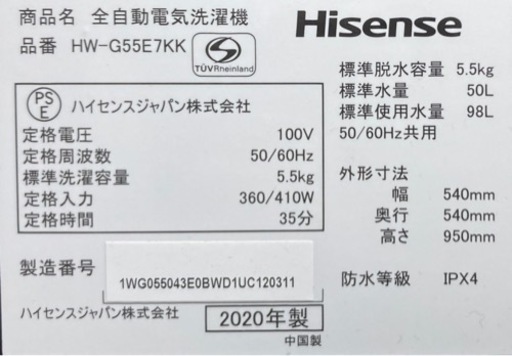 商品名 全自動電気洗濯機
品番 HW-G55E7KK
TÜVRheinland
Hisense
PS
E
ハイセンスジャパン株式会社
定格電圧 100V
定格周波数 50/60Hz
標準洗濯容量 5.5kg
定格入力 360/410W
定格時間 35分
標準脱水容量 5.5kg
標準水量 50L
標準使用水量 98L
50/60Hz共用
外形寸法
幅 540mm
奥行 540mm
高さ 950mm
防水等級 IPX4
製造番号 1WG055043E0BWD1UC120311
ハイセンスジャパン株式会社 2020年製
中国製